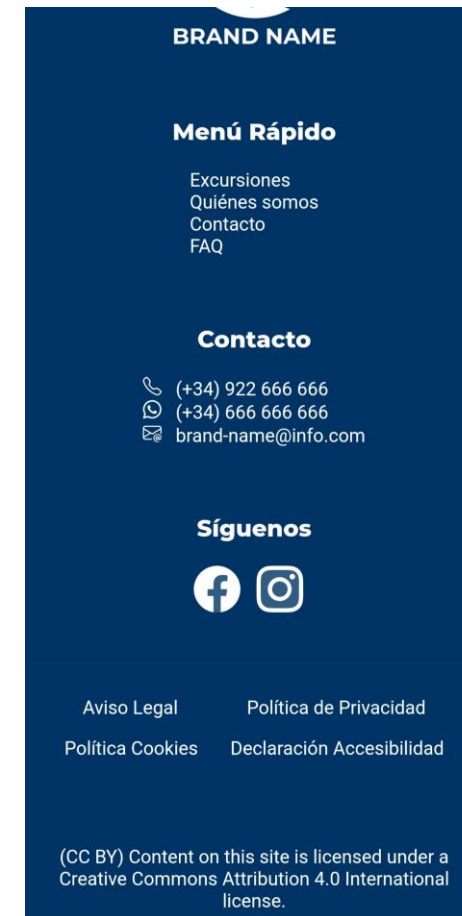 BRAND NAME
Menú Rápido
Excursiones
Quiénes somos
Contacto
FAQ
Contacto
(+34) 922 666 666
(+34) 666 666 666
brand-name@info.com
Síguenos
Aviso Legal Política de Privacidad
Política Cookies Declaración Accesibilidad
(CC BY) Content on this site is licensed under a
Creative Commons Attribution 4.0 International
license.